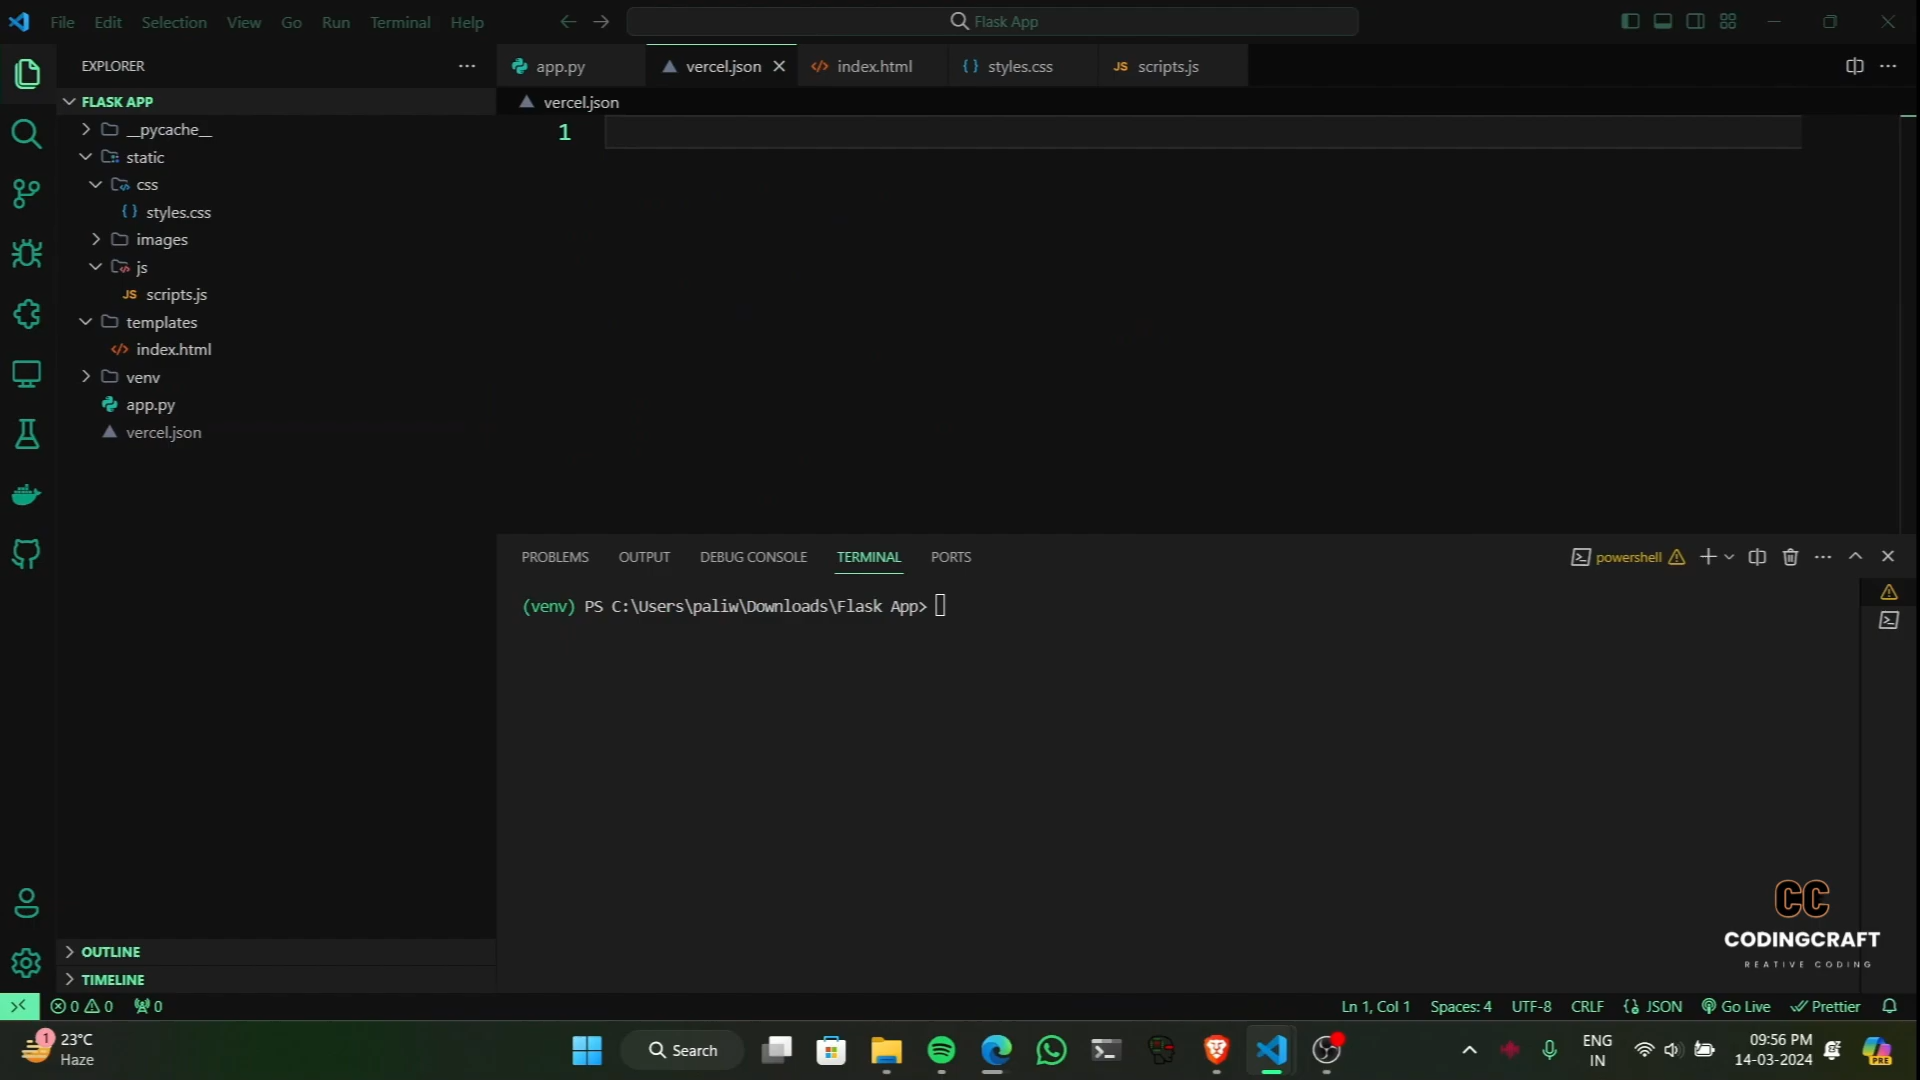 File Edit Selection View Go Run Terminal Help
Flask App
EXPLORER
app.py
vercel.json
index.html
styles.css
JS scripts.js
FLASK APP
vercel.json
1
__pycache__
static
css
styles.css
images
js
JS scripts.js
templates
index.html
venv
app.py
vercel.json
PROBLEMS OUTPUT DEBUG CONSOLE TERMINAL PORTS
powershell
(venv) PS C:\Users\paliw\Downloads\Flask App>
CC
CODINGCRAFT
REATIVE CODING
OUTLINE
TIMELINE
0 0 0
Ln 1, Col 1 Spaces: 4 UTF-8 CRLF {} JSON Go Live Prettier
1
23°C
Haze
Search
ENG
IN
09:56 PM
14-03-2024
PRE